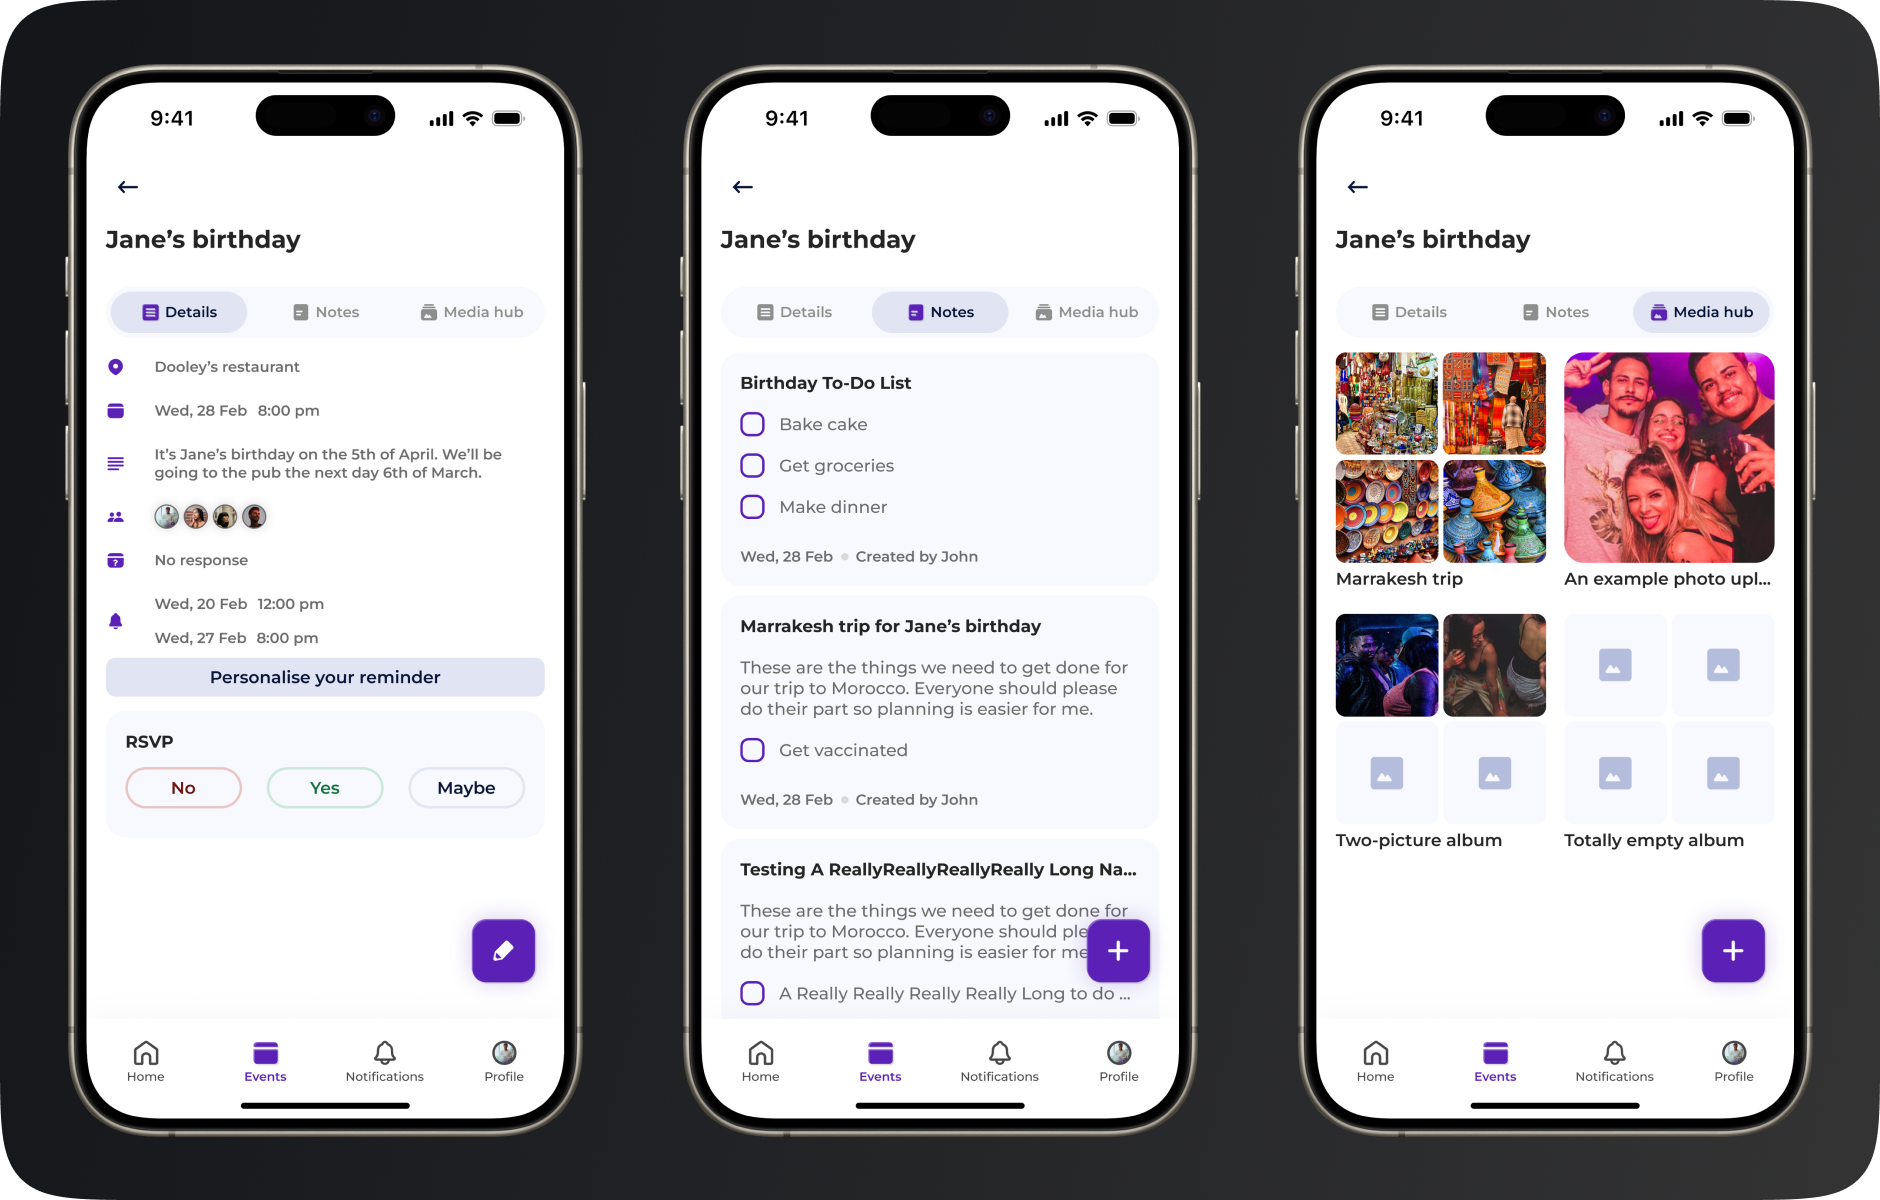 9:41
Jane’s birthday
Details
Notes
Media hub
Dooley’s restaurant
Wed, 28 Feb 8:00 pm
It’s Jane’s birthday on the 5th of April. We’ll be
going to the pub the next day 6th of March.
?
No response
Wed, 20 Feb 12:00 pm
Wed, 27 Feb 8:00 pm
Personalise your reminder
RSVP
No
Yes
Maybe
Home
Events
Notifications
Profile
9:41
Jane’s birthday
Details
Notes
Media hub
Birthday To-Do List
Bake cake
Get groceries
Make dinner
Wed, 28 Feb
Created by John
Marrakesh trip for Jane’s birthday
These are the things we need to get done for
our trip to Morocco. Everyone should please
do their part so planning is easier for me.
Get vaccinated
Wed, 28 Feb
Created by John
Testing A ReallyReallyReallyReally Long Na...
These are the things we need to get done for
our trip to Morocco. Everyone should ple
do their part so planning is easier for me
A Really Really Really Really Long to do ...
Home
Events
Notifications
Profile
9:41
Jane’s birthday
Details
Notes
Media hub
Marrakesh trip
An example photo upl...
Two-picture album
Totally empty album
Home
Events
Notifications
Profile